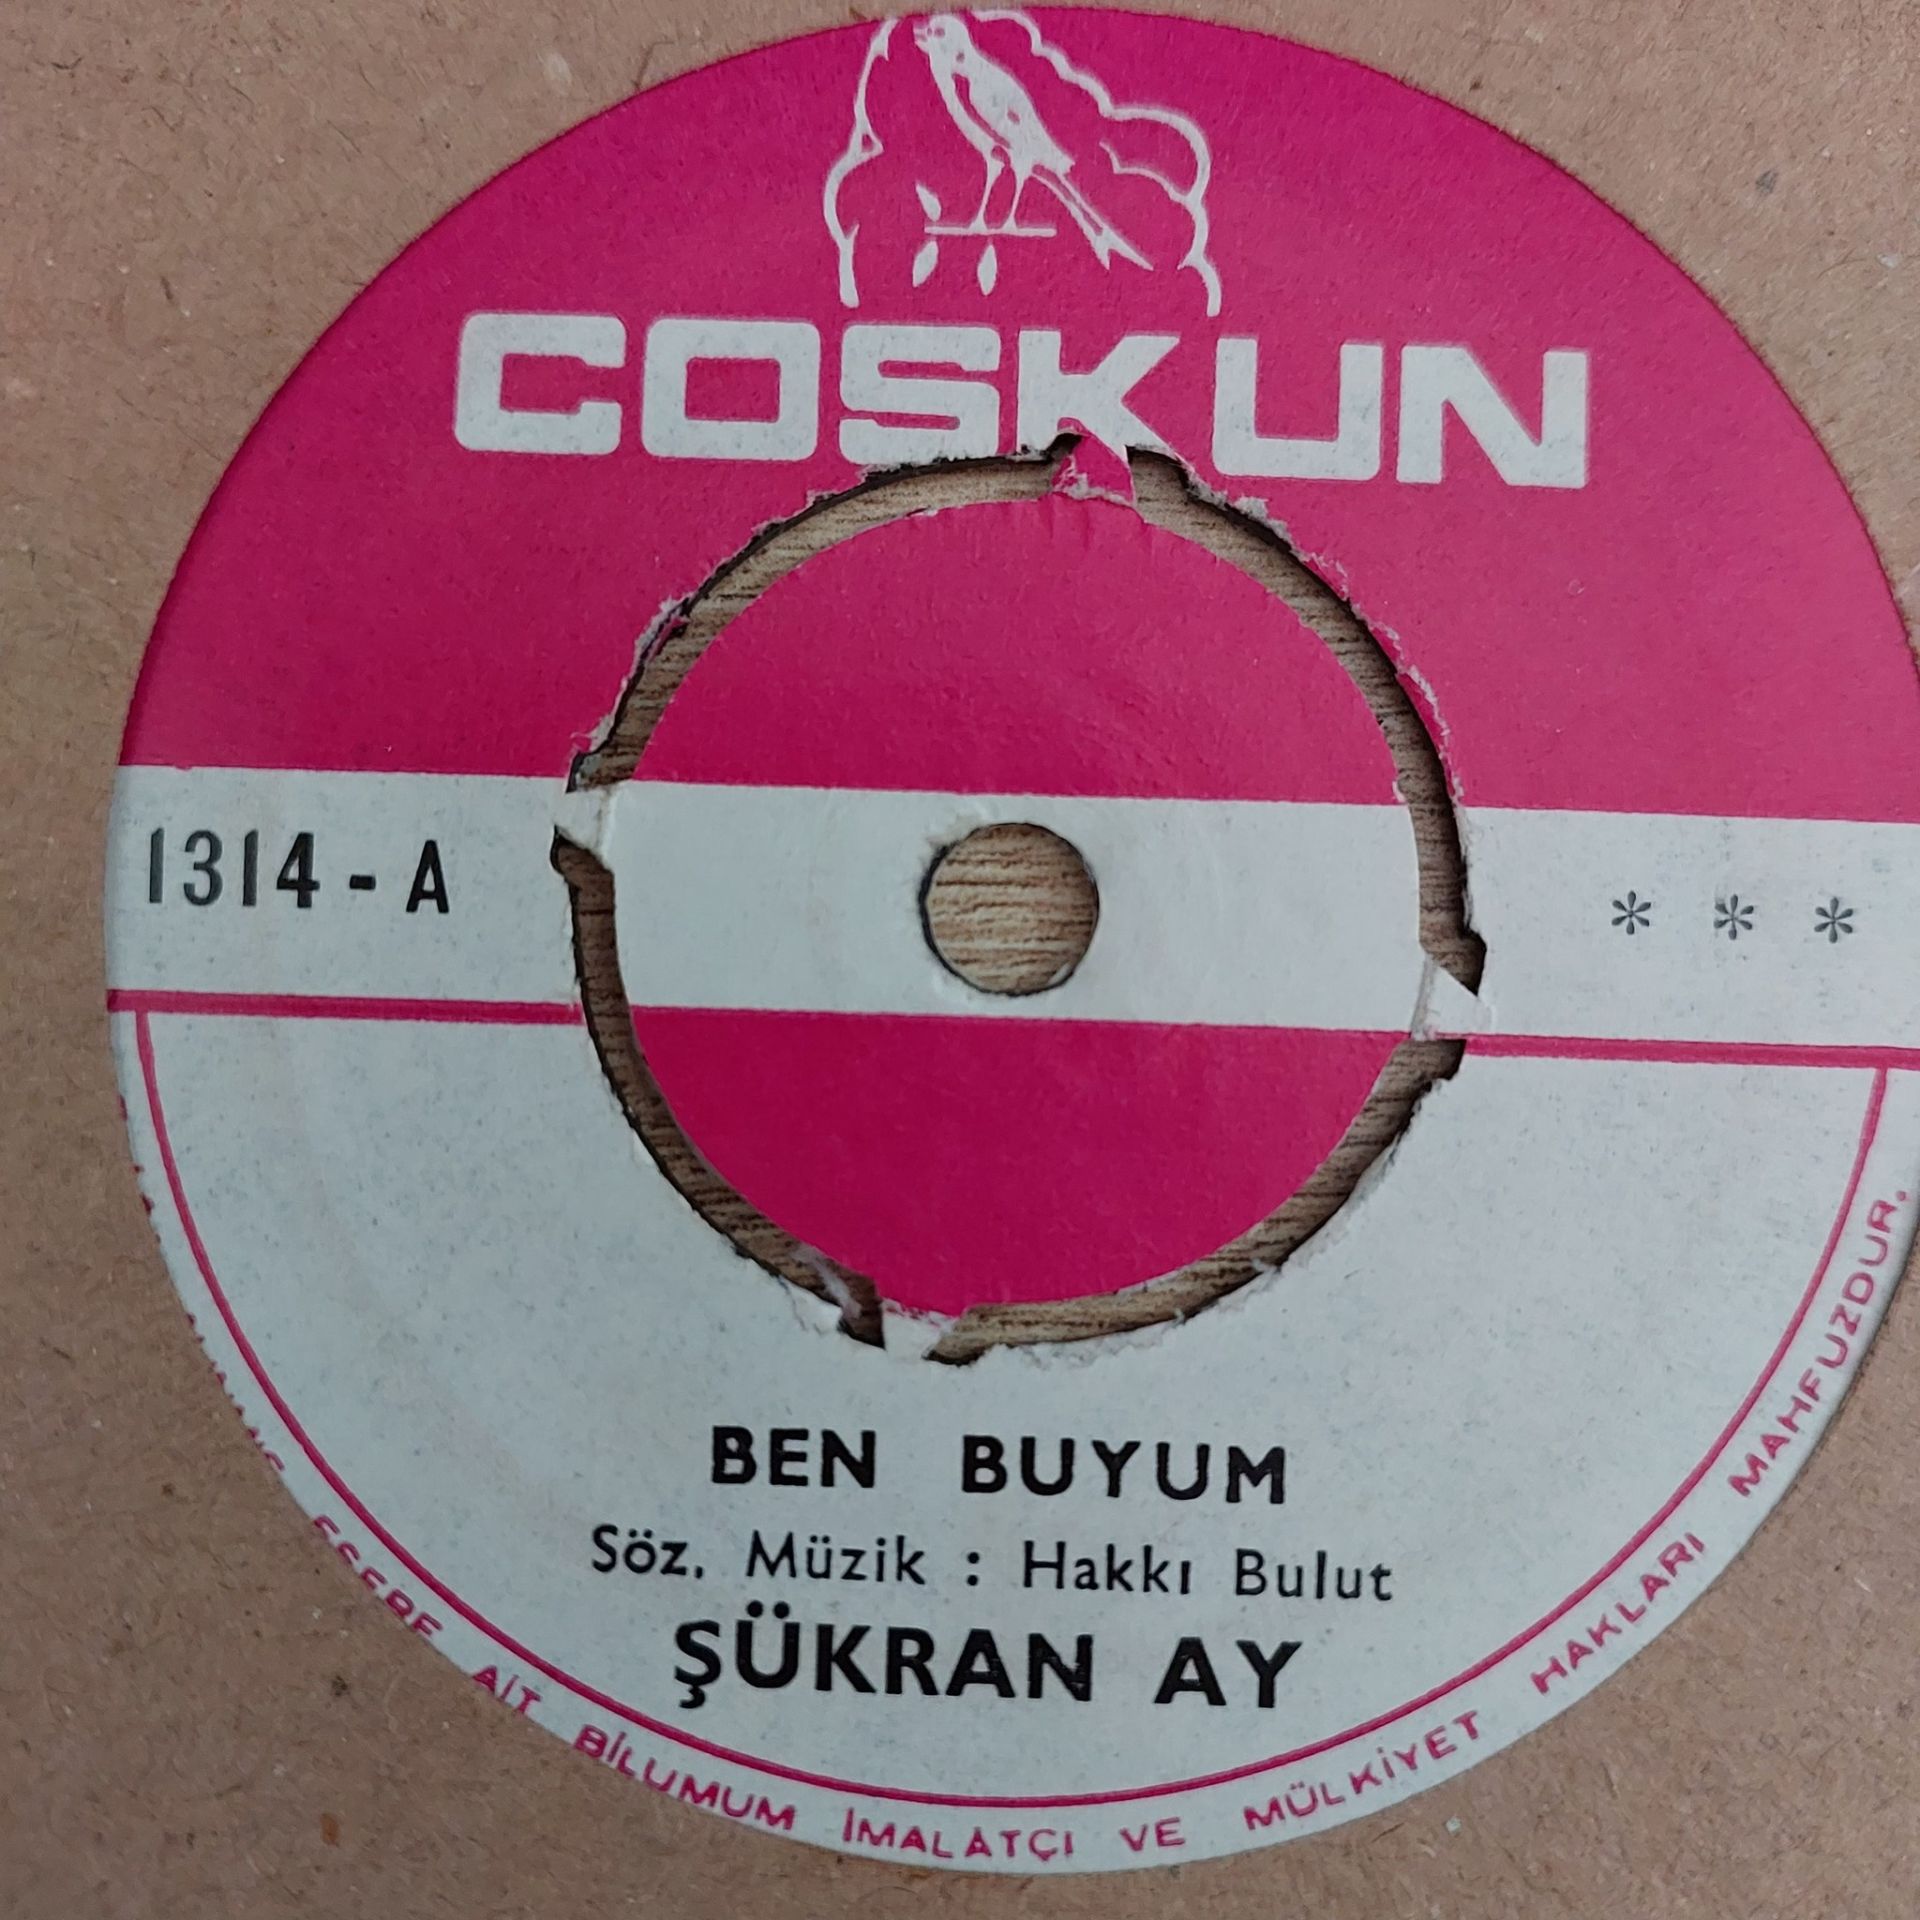 COSKUN
1314 - A
* * *
BEN BUYUM
Söz. Müzik : Hakkı Bulut
ŞÜKRAN AY
AİT BİLUMUM İMALATÇI VE MÜLKİYET HAKLARI MAHFUZDUR.